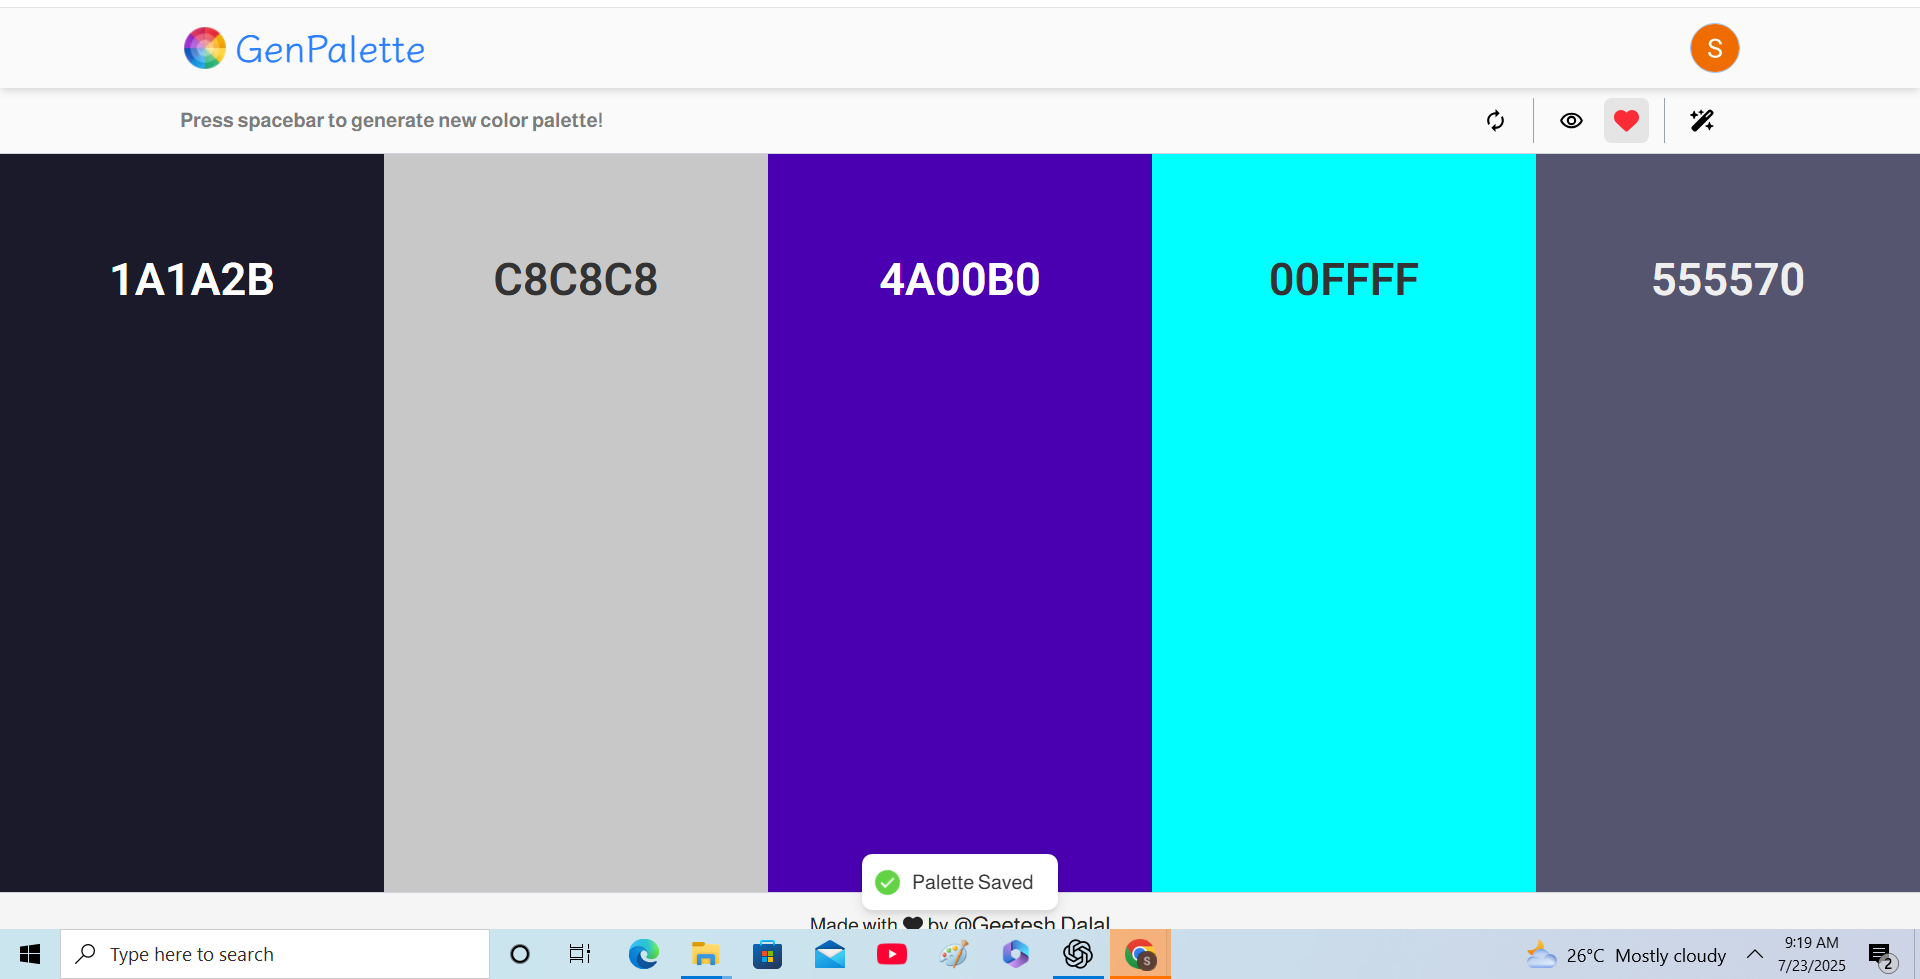 GenPalette
S
Press spacebar to generate new color palette!
1A1A2B
C8C8C8
4A00B0
00FFFF
555570
Palette Saved
Made with by @Geetesh Dalal
Type here to search
S
26°C Mostly cloudy
9:19 AM
7/23/2025
2